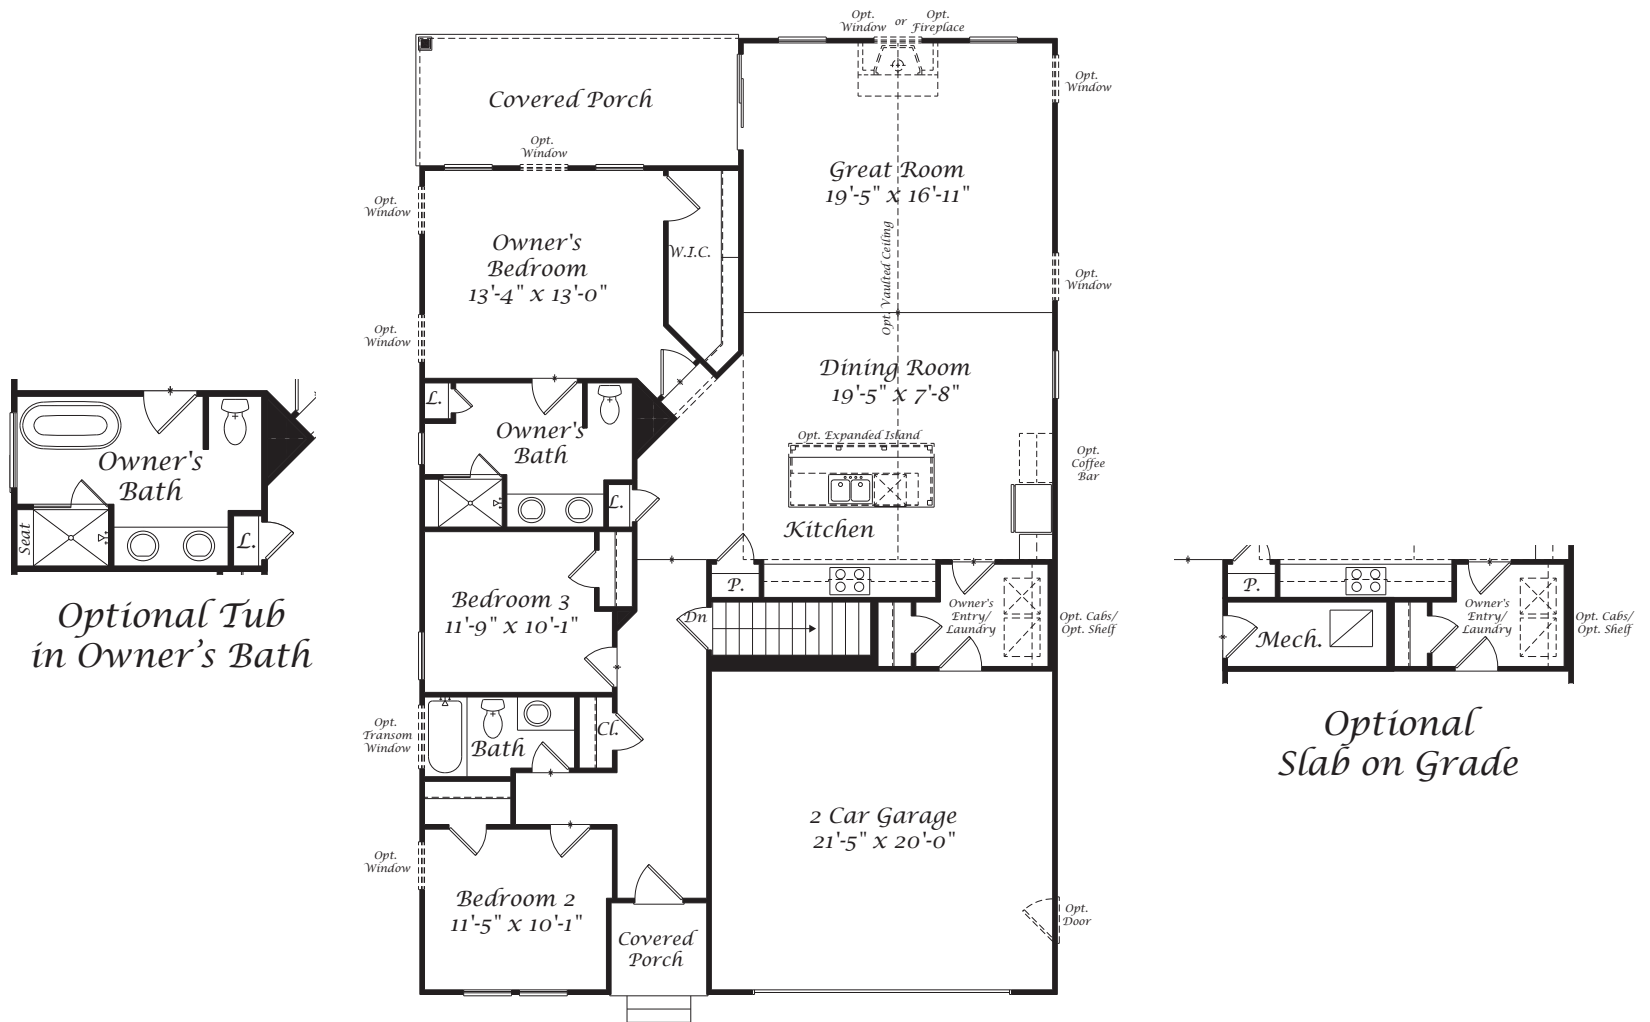 Opt.
Window
or
Opt.
Fireplace
Covered Porch
Opt.
Window
Opt.
Window
Great Room
19'-5" x 16'-11"
Opt.
Window
Owner's
Bedroom
13'-4" x 13'-0"
W.I.C.
Opt. Vaulted Ceiling
Opt.
Window
Opt.
Window
Dining Room
19'-5" x 7'-8"
L.
Owner's
Bath
Opt. Expanded Island
Opt.
Coffee
Bar
L.
Kitchen
Owner's
Bath
Seat
L.
Optional Tub
in Owner's Bath
Bedroom 3
11'-9" x 10'-1"
P.
Dn
Owner's
Entry/
Laundry
Opt. Cabs/
Opt. Shelf
P.
Mech.
Owner's
Entry/
Laundry
Opt. Cabs/
Opt. Shelf
Optional
Slab on Grade
Opt.
Transom
Window
Bath
Cl.
2 Car Garage
21'-5" x 20'-0"
Opt.
Window
Bedroom 2
11'-5" x 10'-1"
Covered
Porch
Opt.
Door